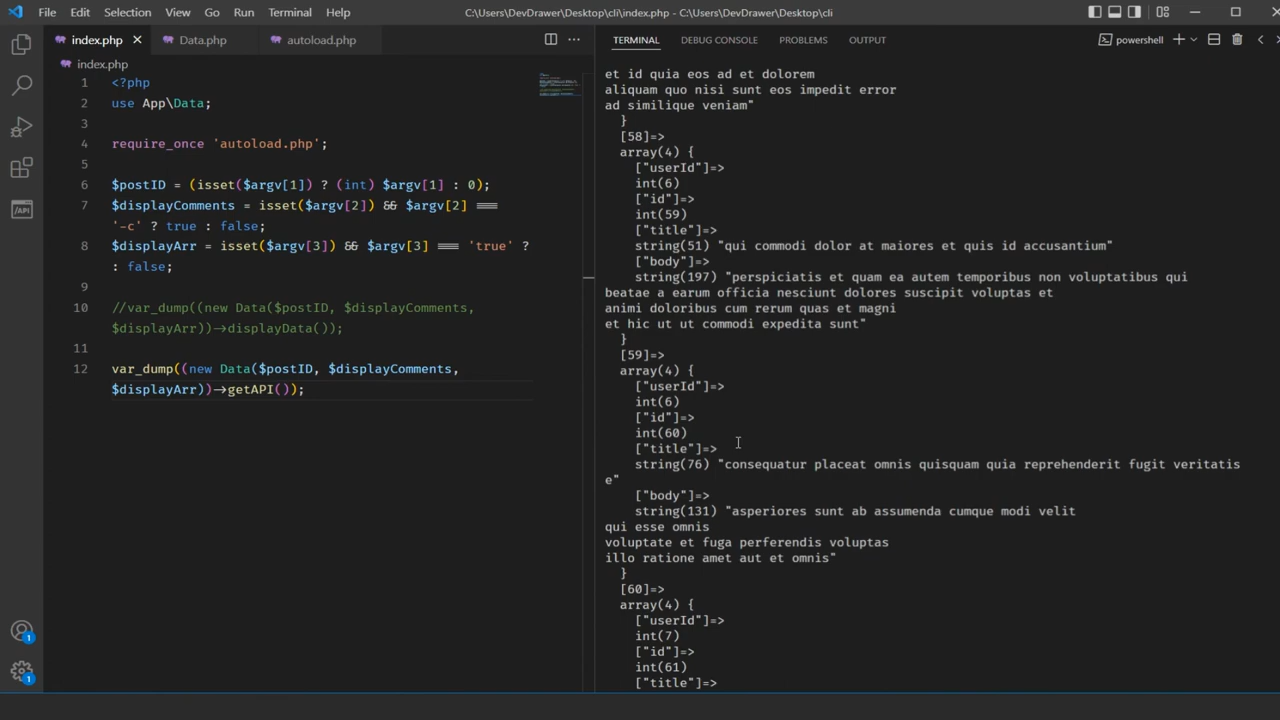 File Edit Selection View Go Run Terminal Help C:\Users\DevDrawer\Desktop\cli\index.php - C:\Users\DevDrawer\Desktop\cli
index.php Data.php autoload.php
index.php
1 <?php
2 use App\Data;
3
4 require_once 'autoload.php';
5
6 $postID = (isset($argv[1]) ? (int) $argv[1] : 0);
7 $displayComments = isset($argv[2]) && $argv[2] ===
'-c' ? true : false;
8 $displayArr = isset($argv[3]) && $argv[3] === 'true' ?
: false;
9
10 //var_dump((new Data($postID, $displayComments,
$displayArr))->displayData());
11
12 var_dump((new Data($postID, $displayComments,
$displayArr))->getAPI());
/API
1
1
TERMINAL DEBUG CONSOLE PROBLEMS OUTPUT powershell
et id quia eos ad et dolorem
aliquam quo nisi sunt eos impedit error
ad similique veniam"
}
[58]=>
array(4) {
["userId"]=>
int(6)
["id"]=>
int(59)
["title"]=>
string(51) "qui commodi dolor at maiores et quis id accusantium"
["body"]=>
string(197) "perspiciatis et quam ea autem temporibus non voluptatibus qui
beatae a earum officia nesciunt dolores suscipit voluptas et
animi doloribus cum rerum quas et magni
et hic ut ut commodi expedita sunt"
}
[59]=>
array(4) {
["userId"]=>
int(6)
["id"]=>
int(60)
["title"]=>
string(76) "consequatur placeat omnis quisquam quia reprehenderit fugit veritatis
e"
["body"]=>
string(131) "asperiores sunt ab assumenda cumque modi velit
qui esse omnis
voluptate et fuga perferendis voluptas
illo ratione amet aut et omnis"
}
[60]=>
array(4) {
["userId"]=>
int(7)
["id"]=>
int(61)
["title"]=>